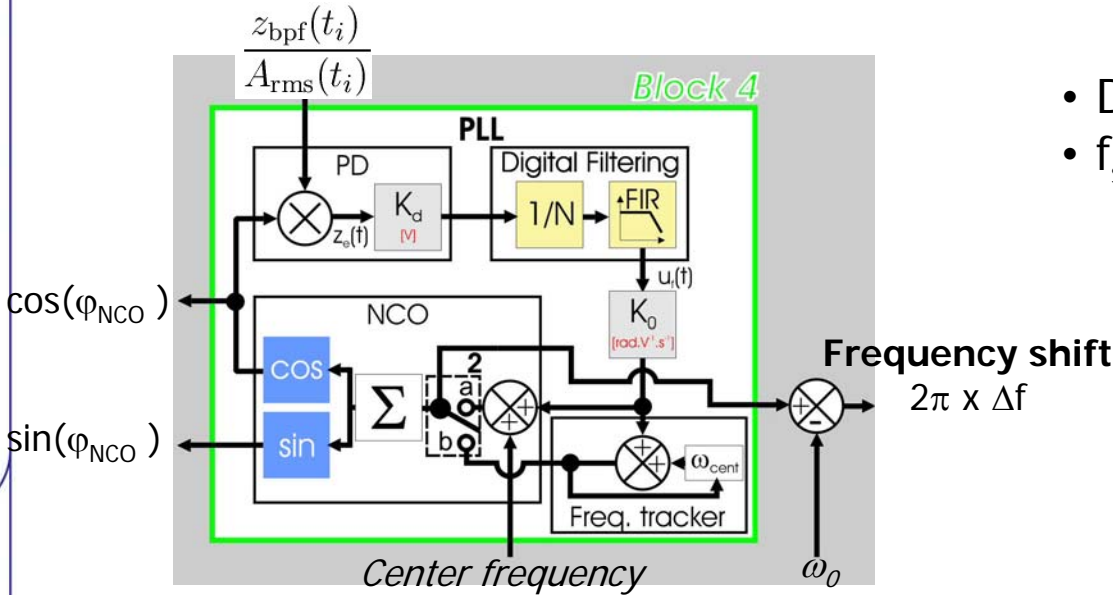 z_bpf(t_i)
A_rms(t_i)
Block 4
PLL
PD
z_e(t)
K_d
[V]
Digital Filtering
1/N
FIR
u_f(t)
K_0
[rad.V^-1.s^-1]
cos(φ_NCO )
sin(φ_NCO )
NCO
cos
sin
Σ
2
a
b
ω_cent
Freq. tracker
Frequency shift
2π x Δf
Center frequency
ω_0
• D